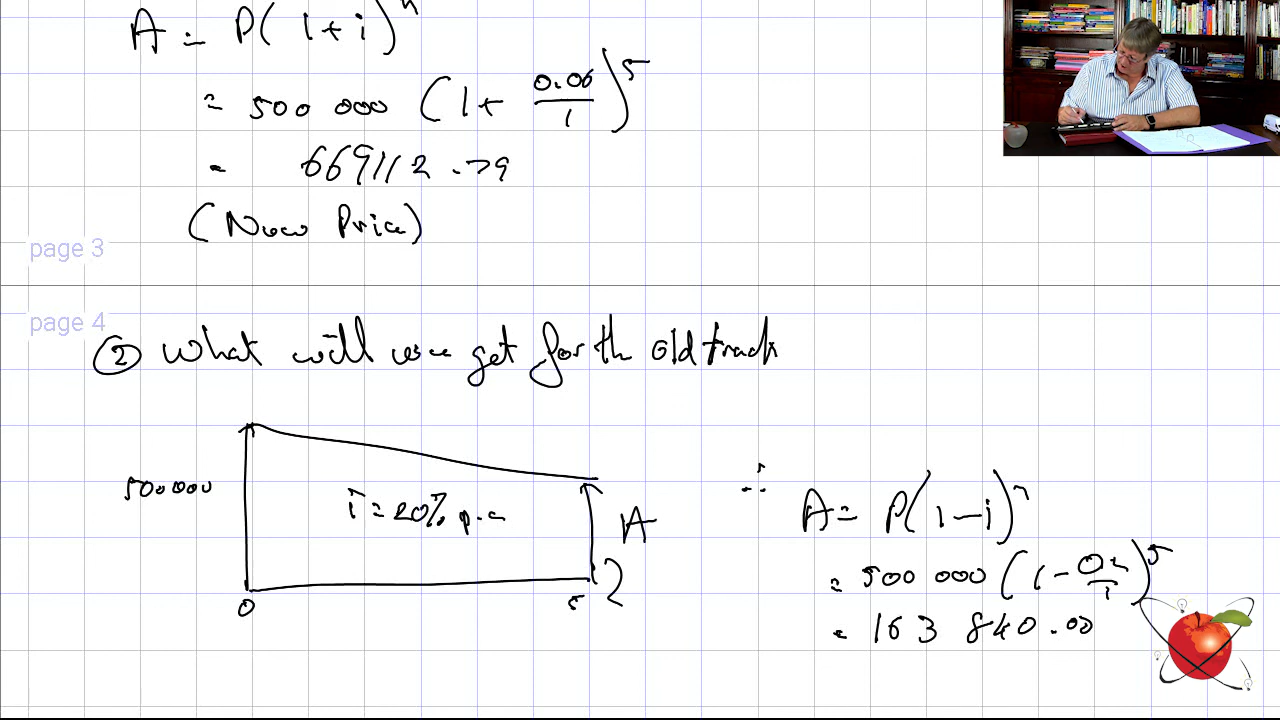 A = P(1+i)^n
= 500 000 (1+ 0.06/1)^5
= 669112.79
(New Price)
page 3
page 4
② What will we get for the old truck
500000
i = 20% p.a
A
?
0
5
∴ A = P(1-i)^n
= 500 000 (1 - 0.2/1)^5
= 163 840.00